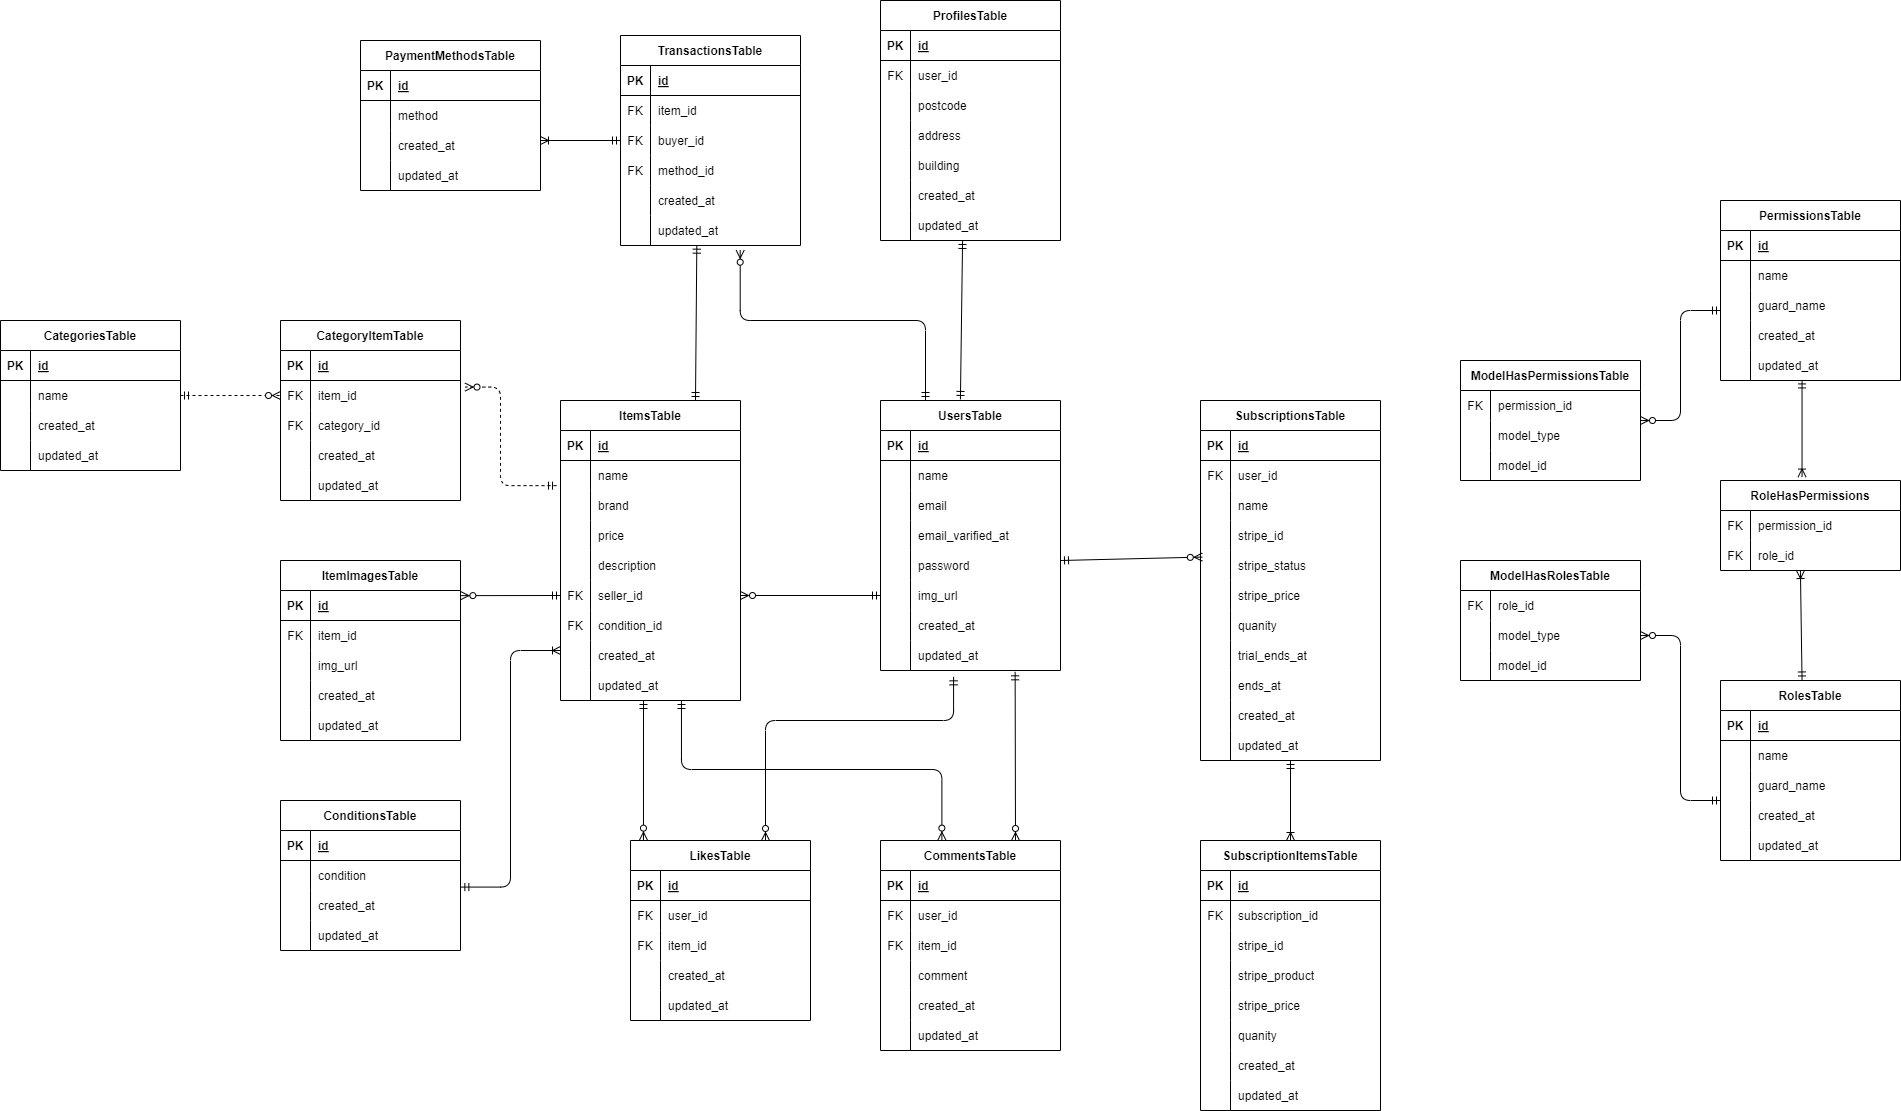 ProfilesTable
PK id
FK user_id
postcode
address
building
created_at
updated_at
TransactionsTable
PK id
FK item_id
FK buyer_id
FK method_id
created_at
updated_at
PaymentMethodsTable
PK id
method
created_at
updated_at
PermissionsTable
PK id
name
guard_name
created_at
updated_at
CategoriesTable
PK id
name
created_at
updated_at
CategoryItemTable
PK id
FK item_id
FK category_id
created_at
updated_at
ModelHasPermissionsTable
FK permission_id
model_type
model_id
ItemsTable
PK id
name
brand
price
description
FK seller_id
FK condition_id
created_at
updated_at
UsersTable
PK id
name
email
email_varified_at
password
img_url
created_at
updated_at
SubscriptionsTable
PK id
FK user_id
name
stripe_id
stripe_status
stripe_price
quanity
trial_ends_at
ends_at
created_at
updated_at
RoleHasPermissions
FK permission_id
FK role_id
ItemImagesTable
PK id
FK item_id
img_url
created_at
updated_at
ModelHasRolesTable
FK role_id
model_type
model_id
RolesTable
PK id
name
guard_name
created_at
updated_at
ConditionsTable
PK id
condition
created_at
updated_at
LikesTable
PK id
FK user_id
FK item_id
created_at
updated_at
CommentsTable
PK id
FK user_id
FK item_id
comment
created_at
updated_at
SubscriptionItemsTable
PK id
FK subscription_id
stripe_id
stripe_product
stripe_price
quanity
created_at
updated_at